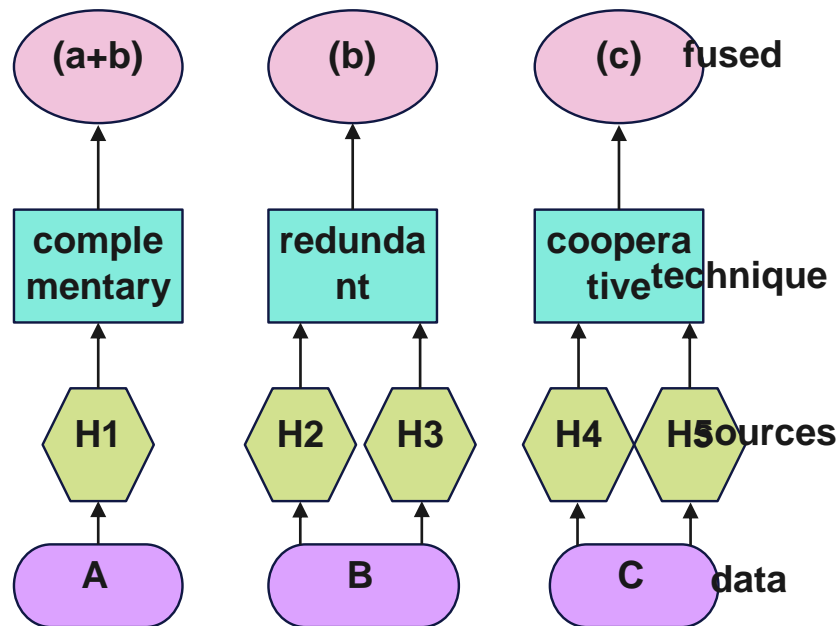 (a+b) (b) (c) fused
comple redunda coopera
mentary nt tive technique
H1 H2 H3 H4 H5 sources
A B C data